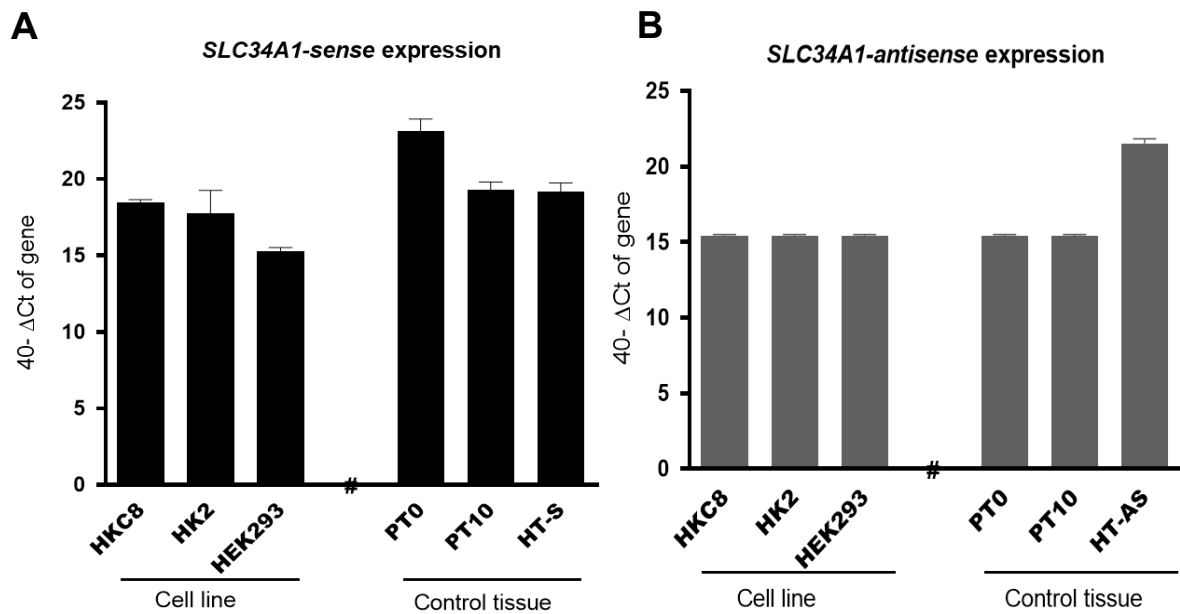 A
SLC34A1-sense expression
40- ΔCt of gene
25
20
15
10
5
0
#
HKC8
HK2
HEK293
PT0
PT10
HT-S
Cell line
Control tissue
B
SLC34A1-antisense expression
40- ΔCt of gene
25
20
15
10
5
0
#
HKC8
HK2
HEK293
PT0
PT10
HT-AS
Cell line
Control tissue